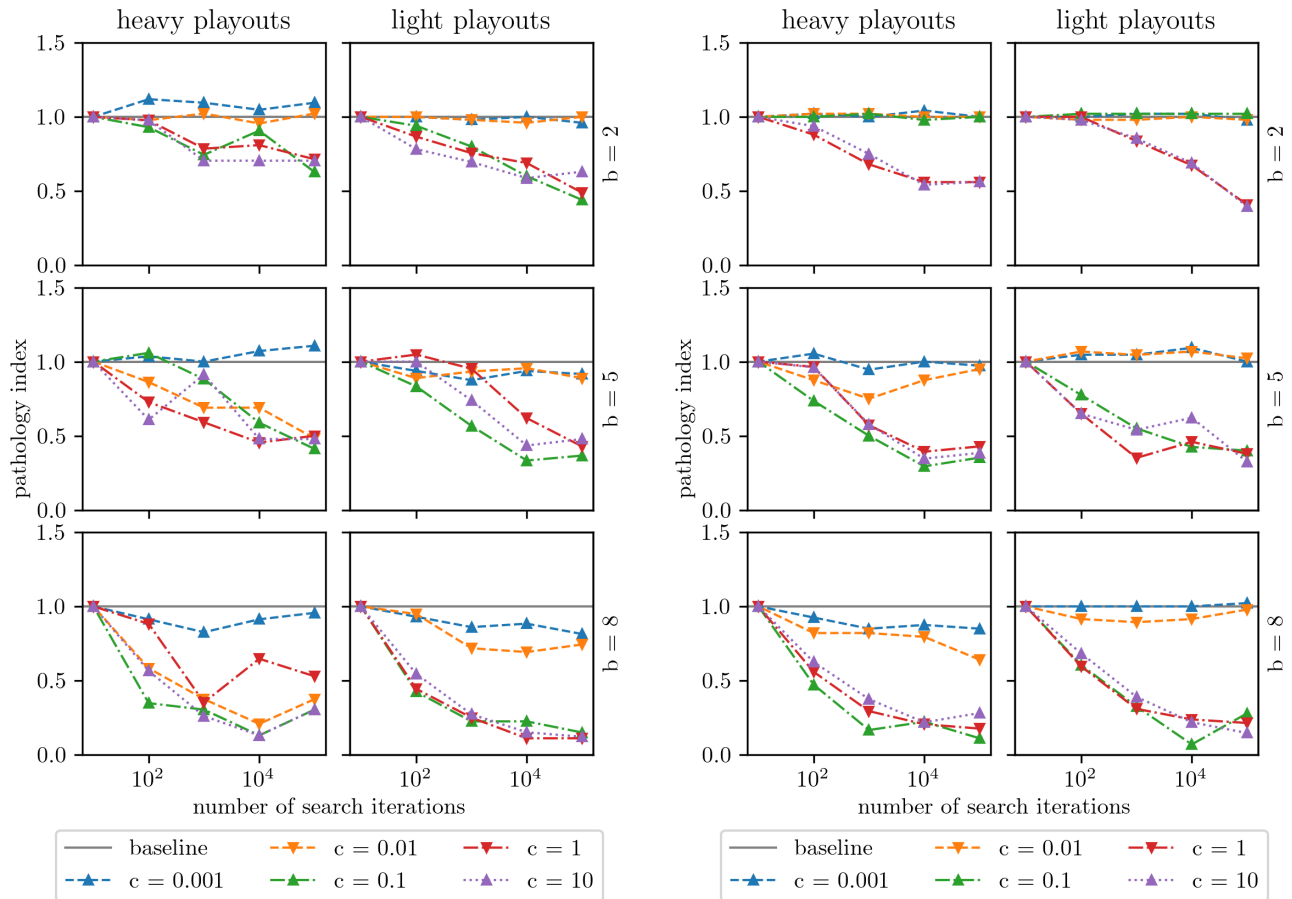 heavy playouts light playouts heavy playouts light playouts
1.5 1.5
1.0 1.0
0.5 0.5
0.0 0.0
b = 2 b = 2
1.5 1.5
1.0 1.0
0.5 0.5
0.0 0.0
pathology index pathology index
b = 5 b = 5
1.5 1.5
1.0 1.0
0.5 0.5
0.0 0.0
b = 8 b = 8
10² 10⁴ 10² 10⁴ 10² 10⁴ 10² 10⁴
number of search iterations number of search iterations
baseline c = 0.01 c = 1 baseline c = 0.01 c = 1
c = 0.001 c = 0.1 c = 10 c = 0.001 c = 0.1 c = 10